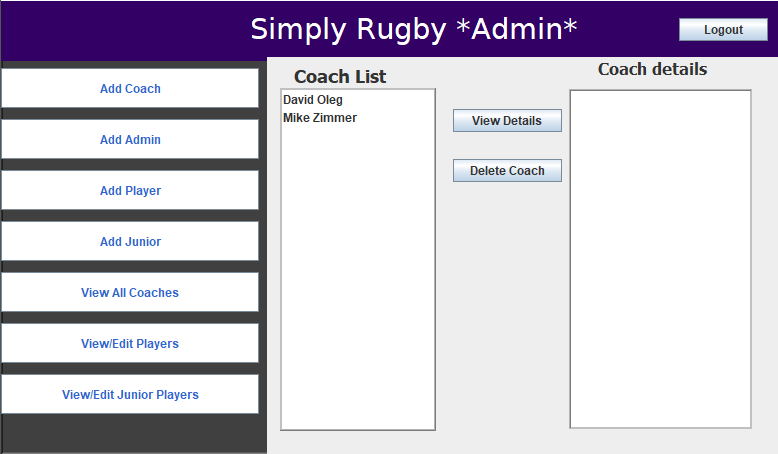 Simply Rugby *Admin*
Logout
Add Coach
Add Admin
Add Player
Add Junior
View All Coaches
View/Edit Players
View/Edit Junior Players
Coach List
David Oleg
Mike Zimmer
View Details
Delete Coach
Coach details